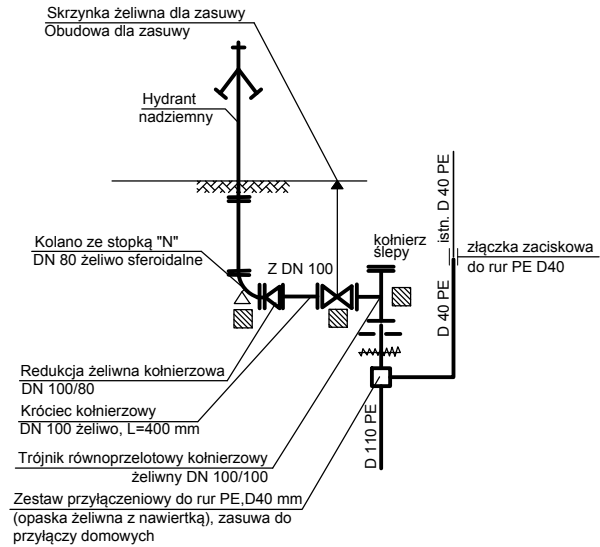 Skrzynka żeliwna dla zasuwy
Obudowa dla zasuwy
Hydrant
nadziemny
istn. D 40 PE
Kolano ze stopką "N"
DN 80 żeliwo sferoidalne
Z DN 100
kołnierz
ślepy
złączka zaciskowa
do rur PE D40
D 40 PE
Redukcja żeliwna kołnierzowa
DN 100/80
Króciec kołnierzowy
DN 100 żeliwo, L=400 mm
D 110 PE
Trójnik równoprzelotowy kołnierzowy
żeliwny DN 100/100
Zestaw przyłączeniowy do rur PE,D40 mm
(opaska żeliwna z nawiertką), zasuwa do
przyłączy domowych